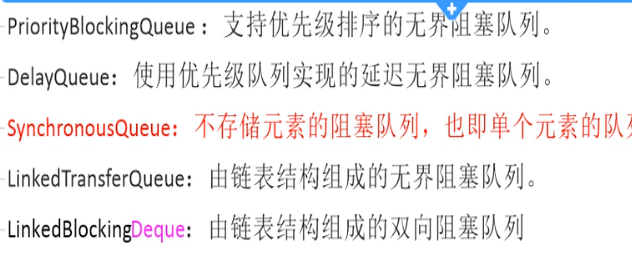 PriorityBlockingQueue：支持优先级排序的无界阻塞队列。
DelayQueue：使用优先级队列实现的延迟无界阻塞队列。
SynchronousQueue：不存储元素的阻塞队列，也即单个元素的队
LinkedTransferQueue：由链表结构组成的无界阻塞队列。
LinkedBlockingDeque：由链表结构组成的双向阻塞队列